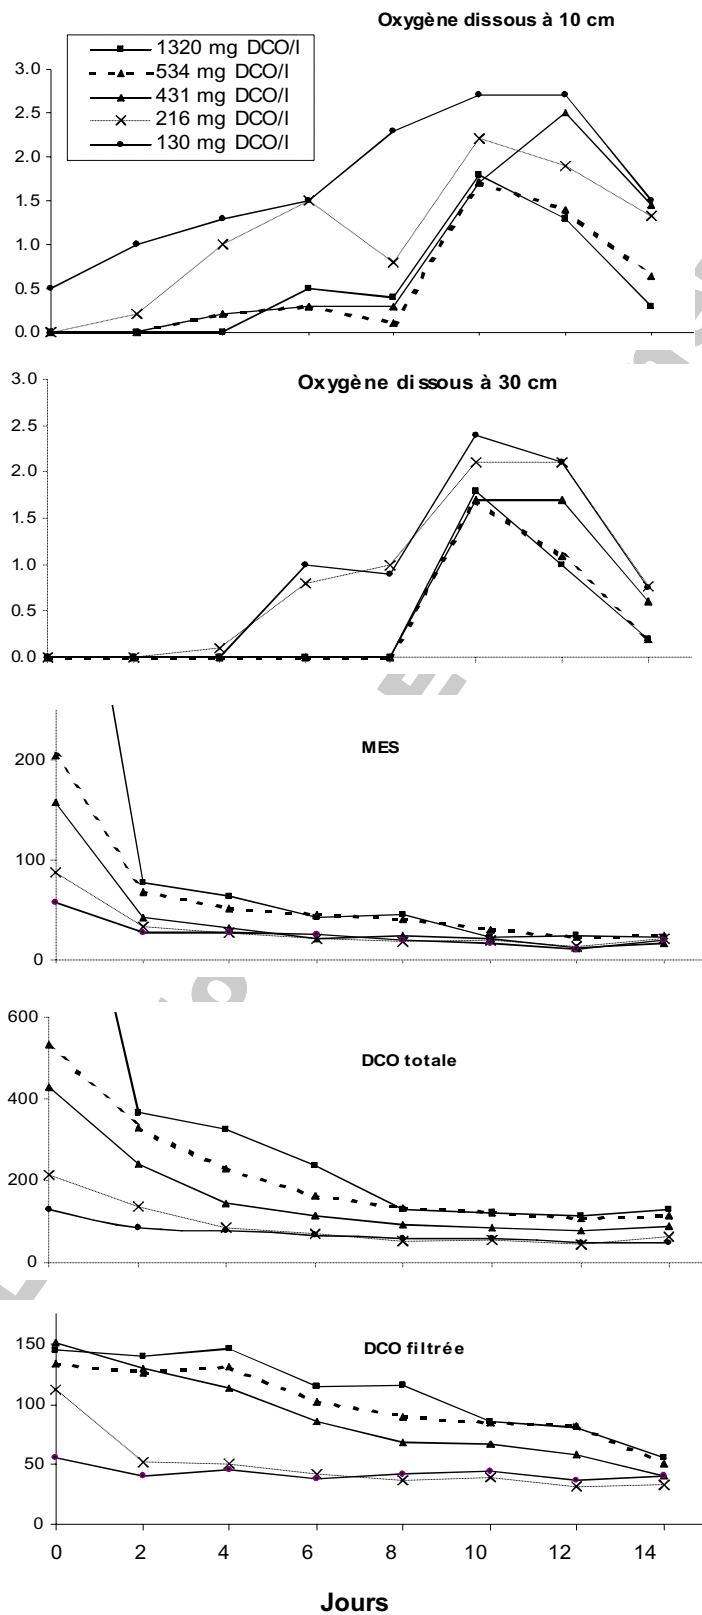 Oxygène dissous à 10 cm
1320 mg DCO/l
534 mg DCO/l
431 mg DCO/l
216 mg DCO/l
130 mg DCO/l
3.0
2.5
2.0
1.5
1.0
0.5
0.0
Oxygène dissous à 30 cm
3.0
2.5
2.0
1.5
1.0
0.5
0.0
MES
200
100
0
DCO totale
600
400
200
0
DCO filtrée
150
100
50
0
0 2 4 6 8 10 12 14
Jours